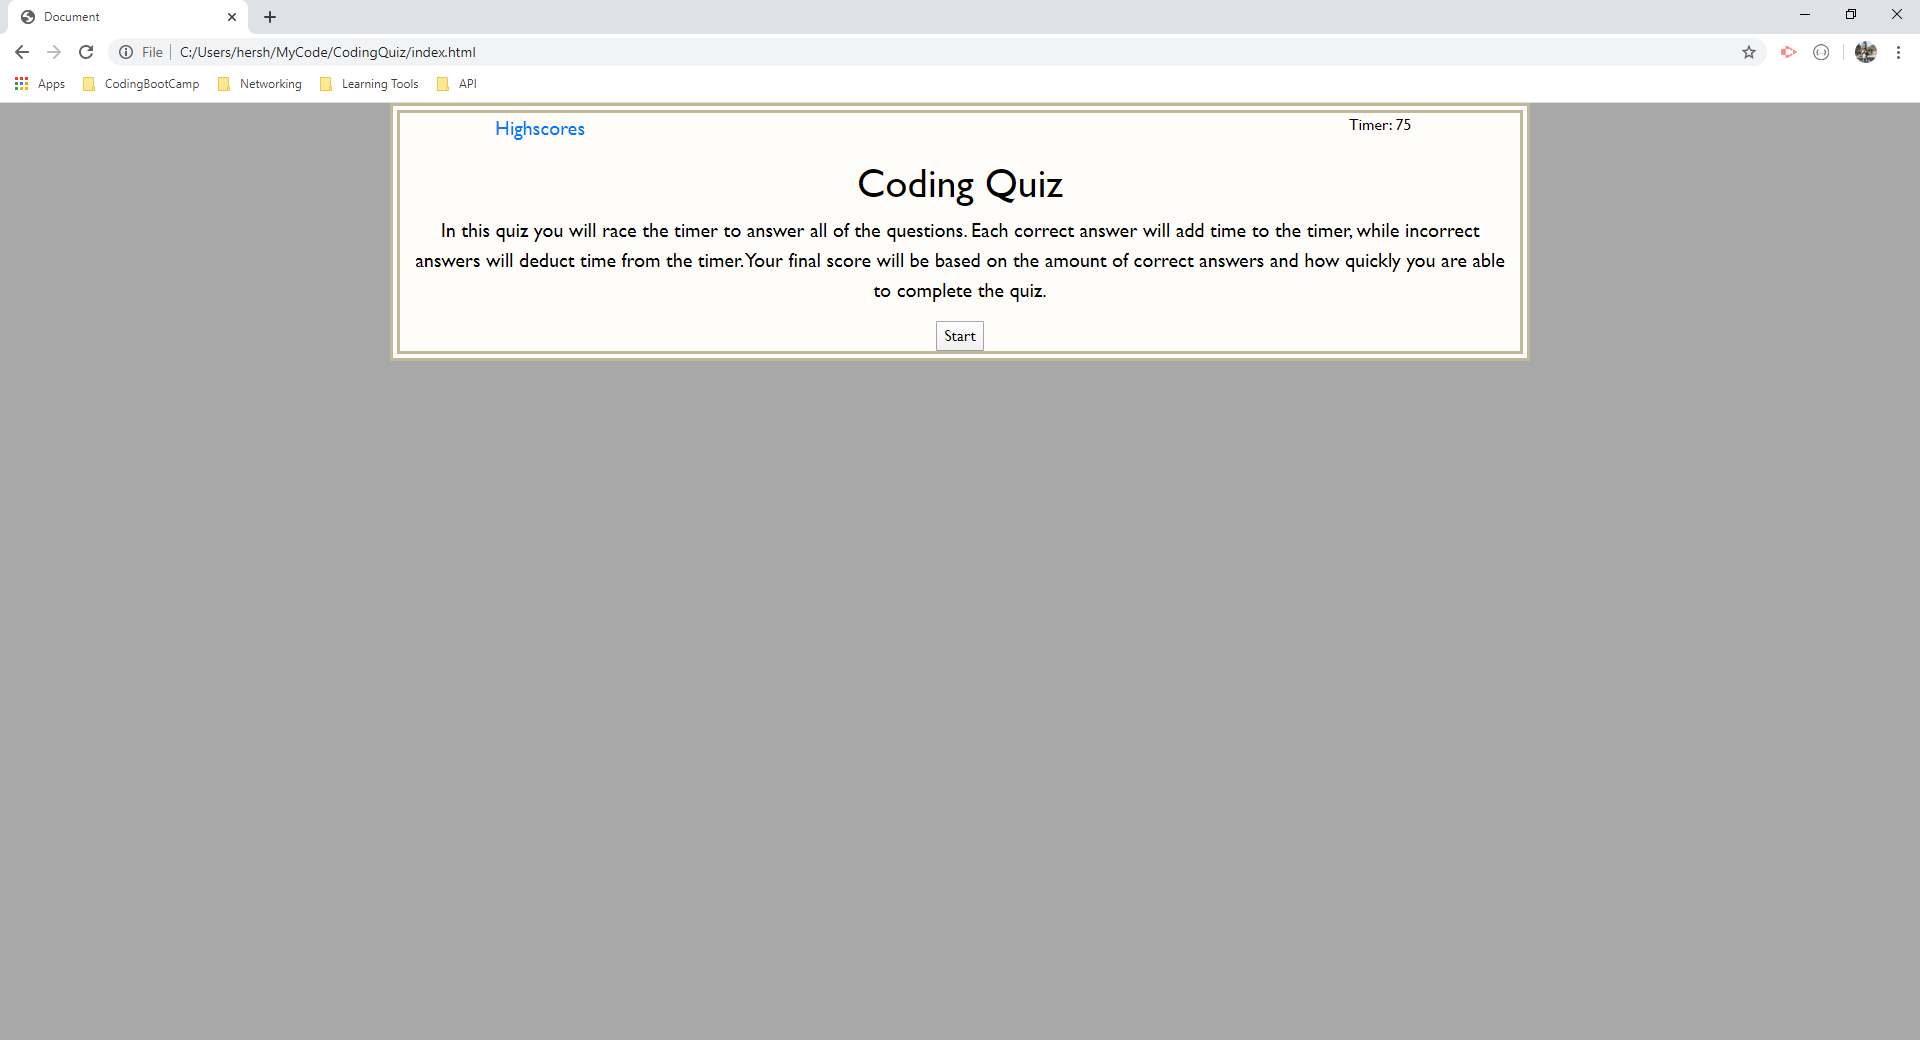 Document
File C:/Users/hersh/MyCode/CodingQuiz/index.html
Apps CodingBootCamp Networking Learning Tools API
Highscores Timer: 75
Coding Quiz
In this quiz you will race the timer to answer all of the questions. Each correct answer will add time to the timer, while incorrect
answers will deduct time from the timer. Your final score will be based on the amount of correct answers and how quickly you are able
to complete the quiz.
Start